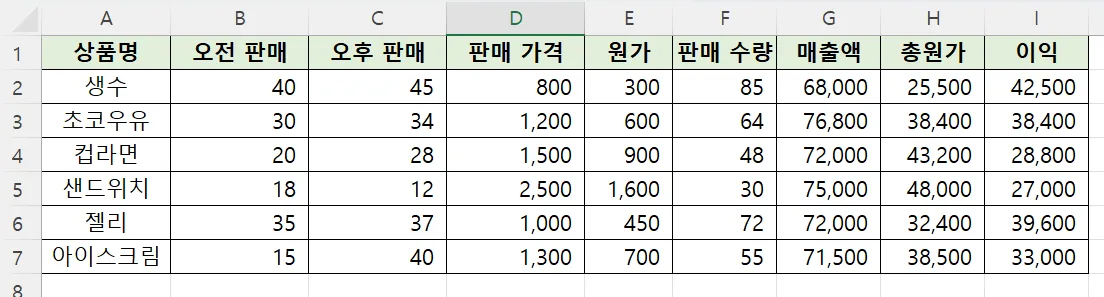 A B C D E F G H I
1 상품명 오전 판매 오후 판매 판매 가격 원가 판매 수량 매출액 총원가 이익
2 생수 40 45 800 300 85 68,000 25,500 42,500
3 초코우유 30 34 1,200 600 64 76,800 38,400 38,400
4 컵라면 20 28 1,500 900 48 72,000 43,200 28,800
5 샌드위치 18 12 2,500 1,600 30 75,000 48,000 27,000
6 젤리 35 37 1,000 450 72 72,000 32,400 39,600
7 아이스크림 15 40 1,300 700 55 71,500 38,500 33,000
8